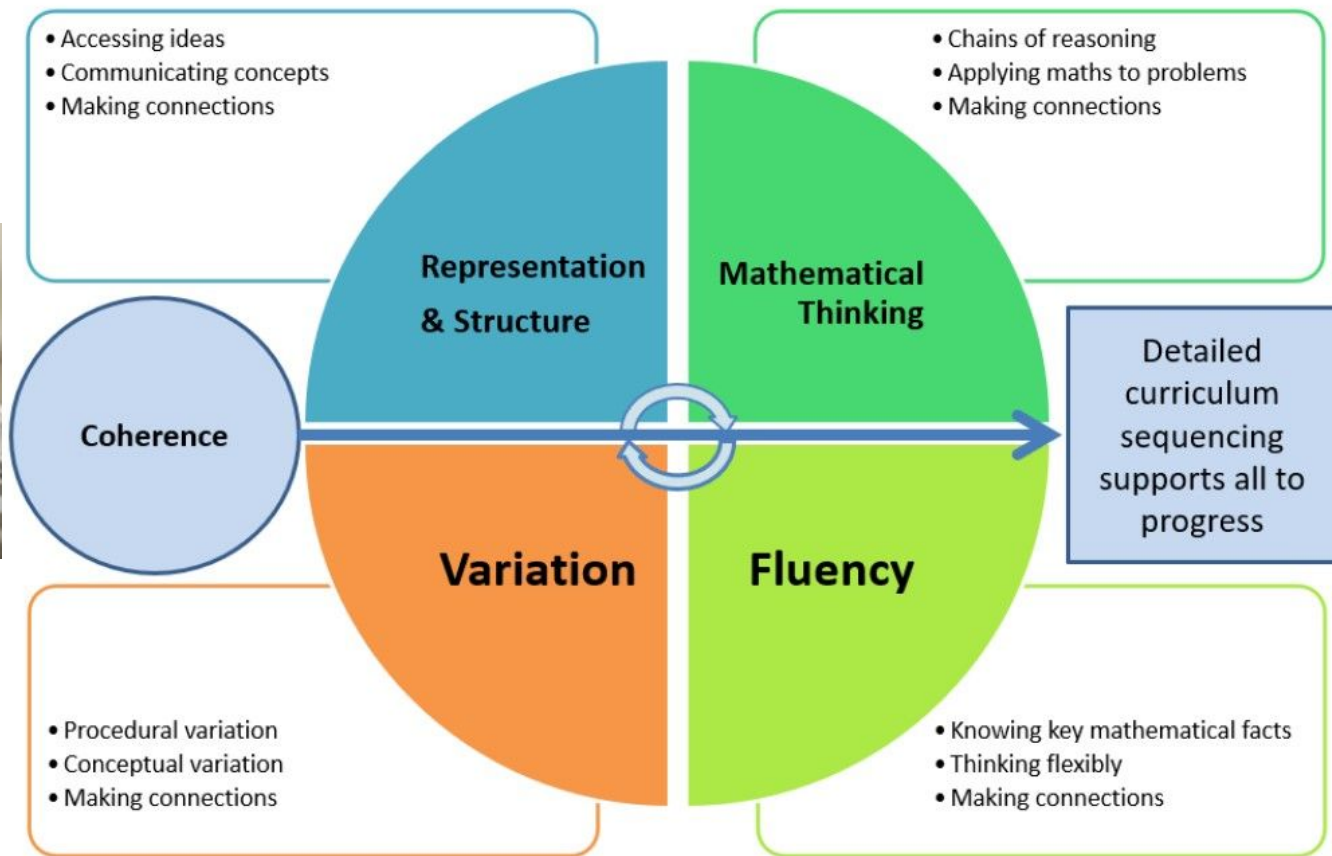 • Accessing ideas
• Communicating concepts
• Making connections
• Chains of reasoning
• Applying maths to problems
• Making connections
Representation
& Structure
Mathematical
Thinking
Coherence
Detailed
curriculum
sequencing
supports all to
progress
Variation
Fluency
• Procedural variation
• Conceptual variation
• Making connections
• Knowing key mathematical facts
• Thinking flexibly
• Making connections